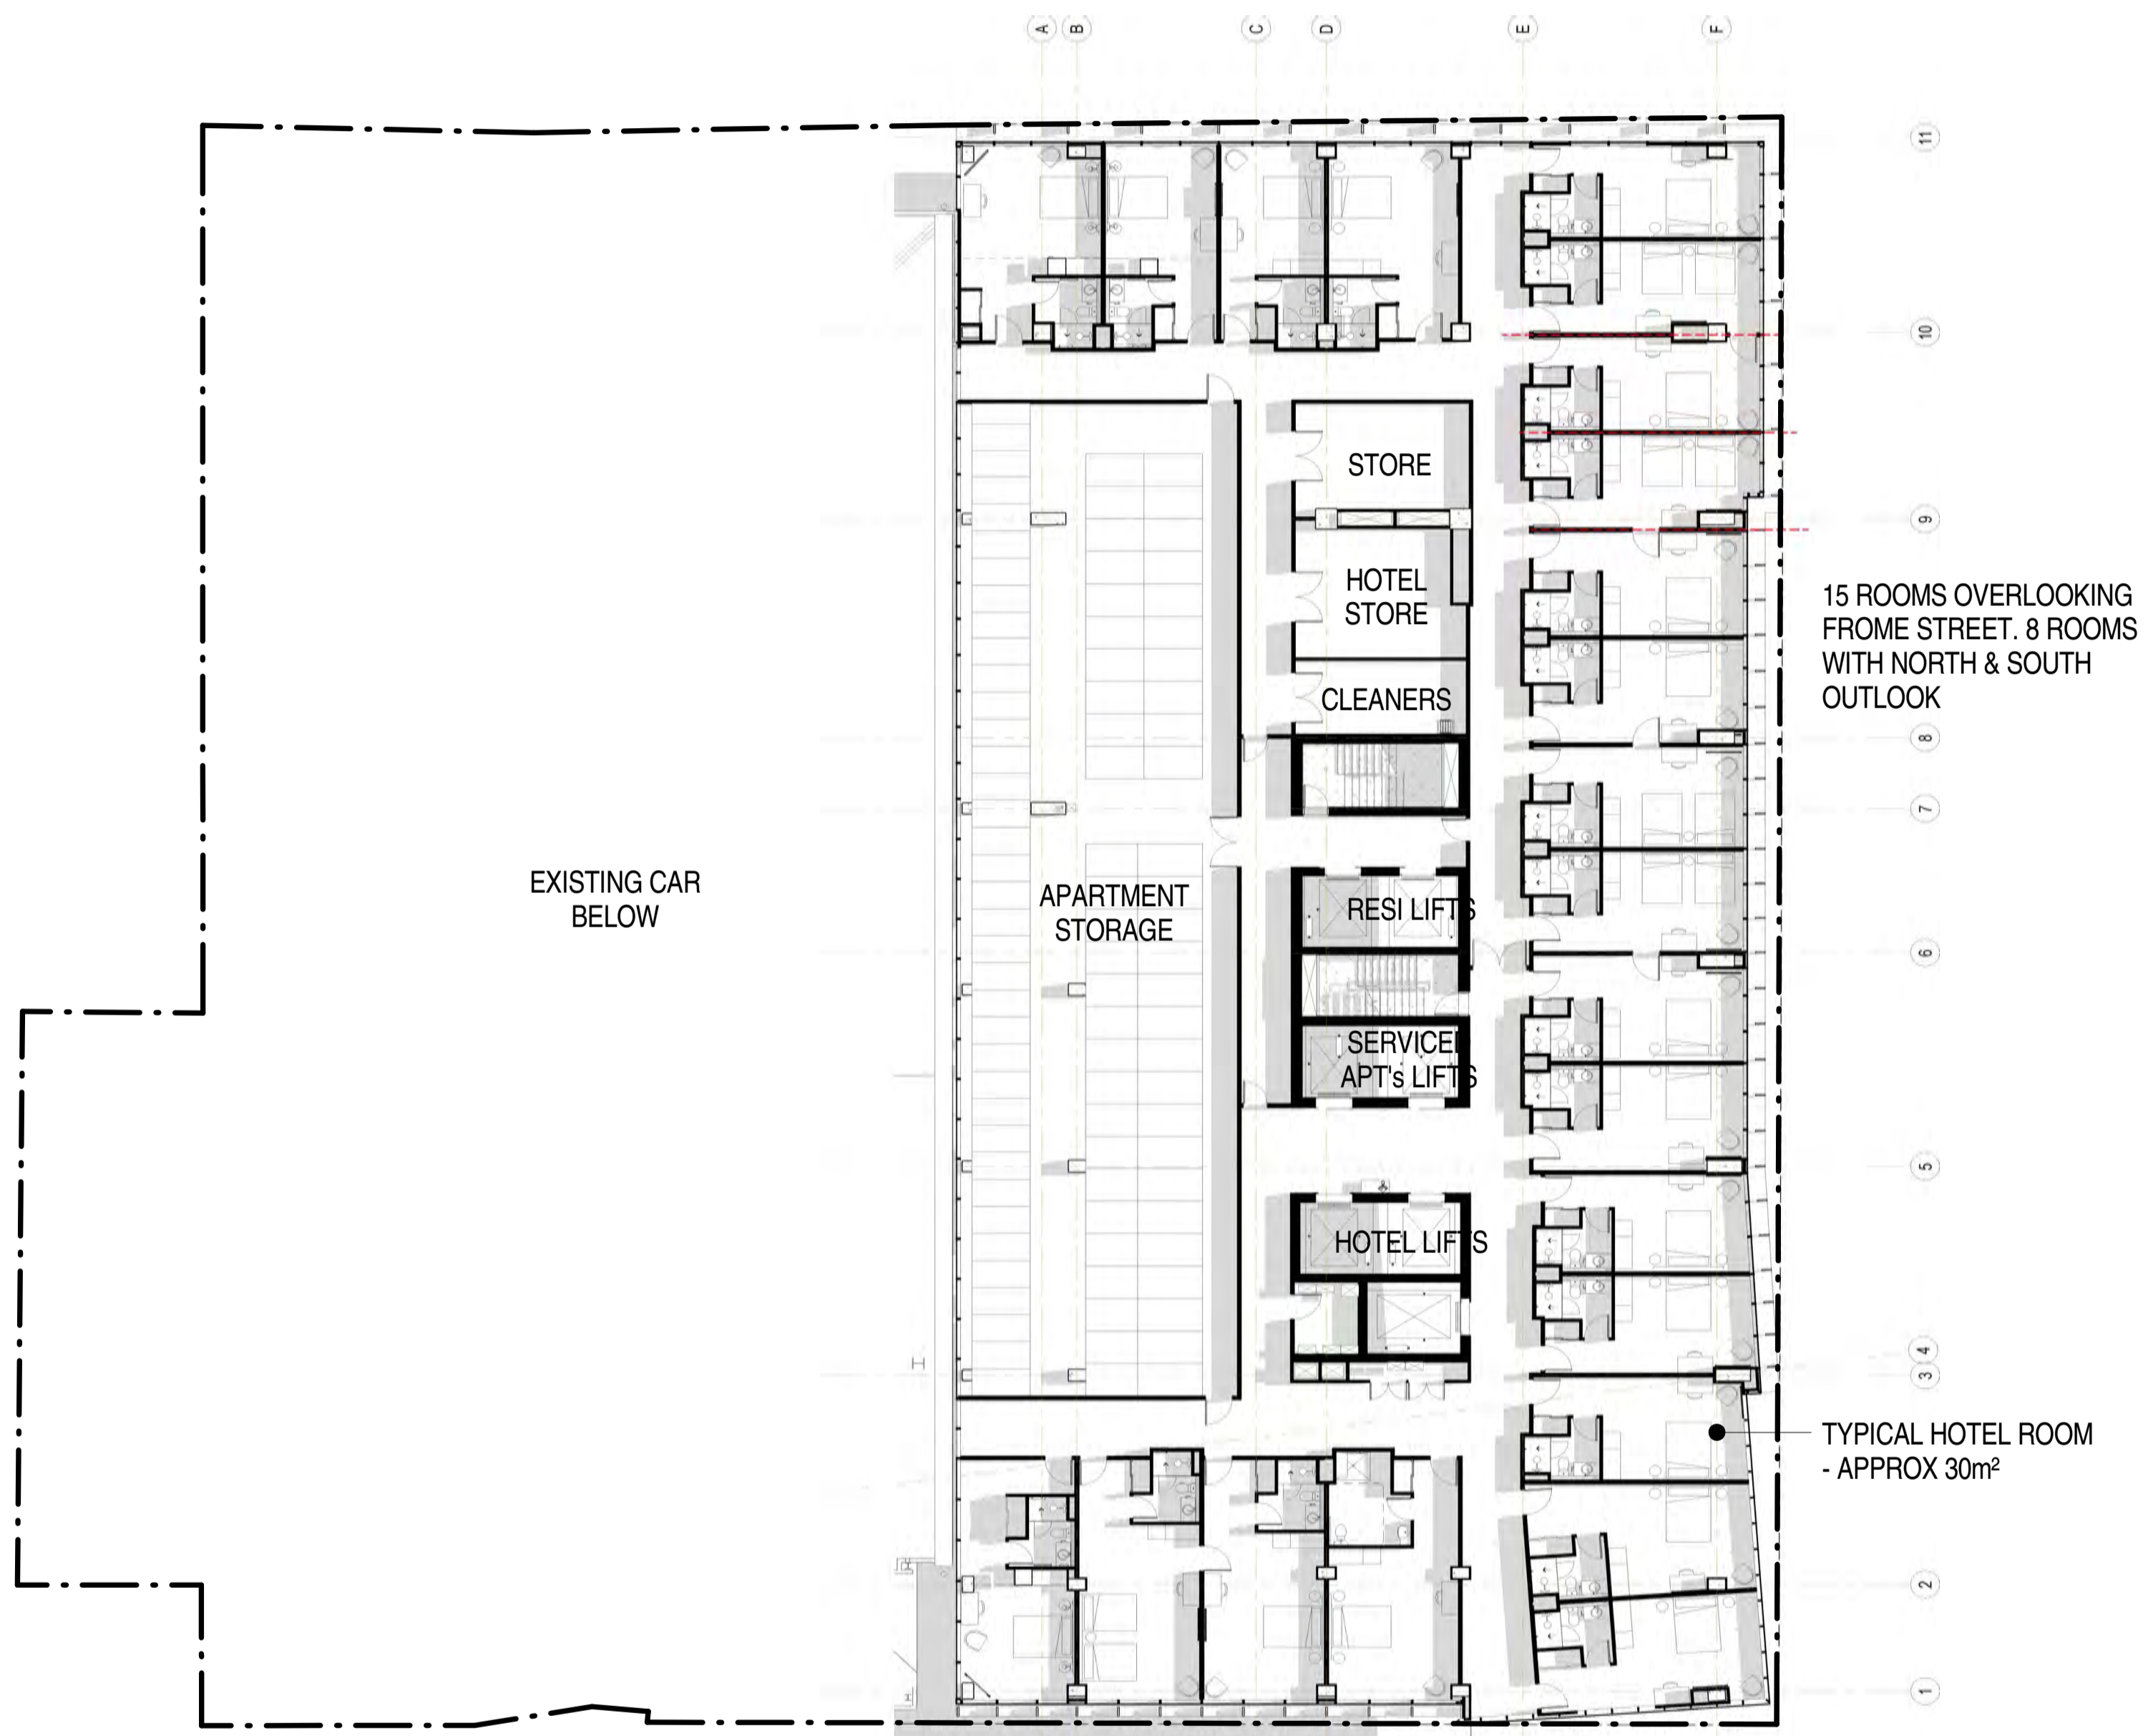 A
B
C
D
E
F
11
10
9
8
7
6
5
4
3
2
1
STORE
HOTEL
STORE
CLEANERS
15 ROOMS OVERLOOKING
FROME STREET. 8 ROOMS
WITH NORTH & SOUTH
OUTLOOK
EXISTING CAR
BELOW
APARTMENT
STORAGE
RESI LIFTS
SERVICED
APT's LIFTS
HOTEL LIFTS
TYPICAL HOTEL ROOM
- APPROX 30m²